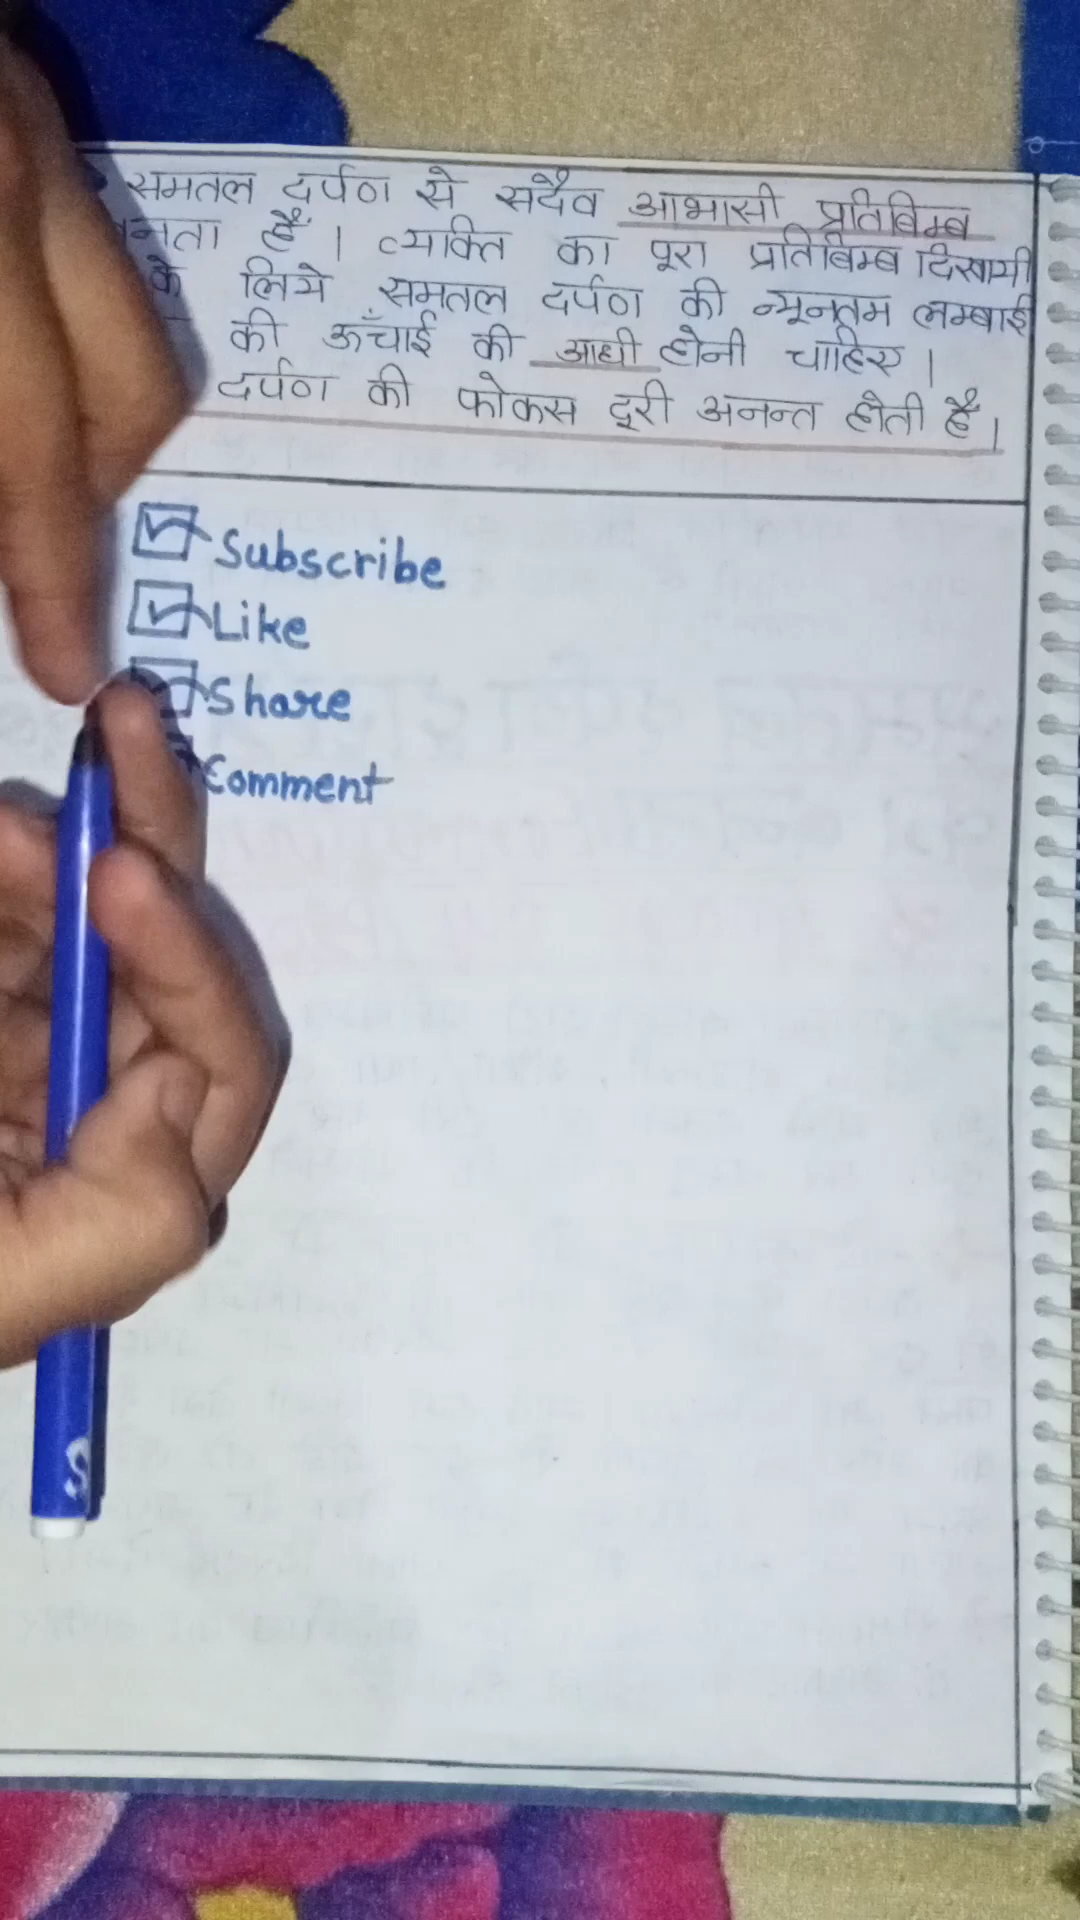 समतल दर्पण से सदैव आभासी प्रतिबिम्ब
बनता है। व्यक्ति का पूरा प्रतिबिम्ब दिखायी
के लिये समतल दर्पण की न्यूनतम लम्बाई
की ऊँचाई की आधी होनी चाहिए।
दर्पण की फोकस दूरी अनन्त होती है।
Subscribe
Like
Share
Comment